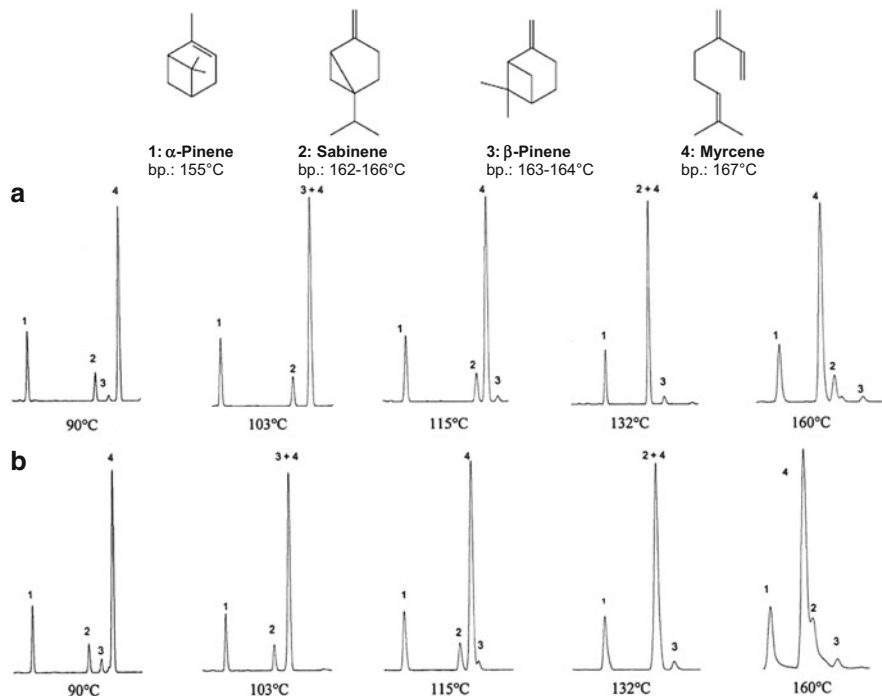 1: α-Pinene
bp.: 155°C
2: Sabinene
bp.: 162-166°C
3: β-Pinene
bp.: 163-164°C
4: Myrcene
bp.: 167°C
a
1
2
3
4
90°C
1
2
3 + 4
103°C
1
2
4
3
115°C
1
2 + 4
3
132°C
1
4
2
3
160°C
b
1
2
3
4
90°C
1
2
3 + 4
103°C
1
2
4
3
115°C
1
2 + 4
3
132°C
1
4
2
3
160°C